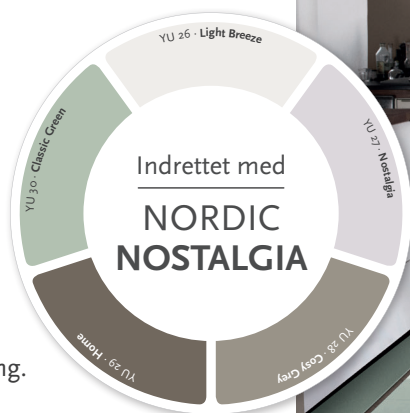 YU 26 · Light Breeze
YU 27 · Nostalgia
YU 28 · Cosy Grey
YU 29 · Home
YU 30 · Classic Green
Indrettet med
NORDIC
NOSTALGIA